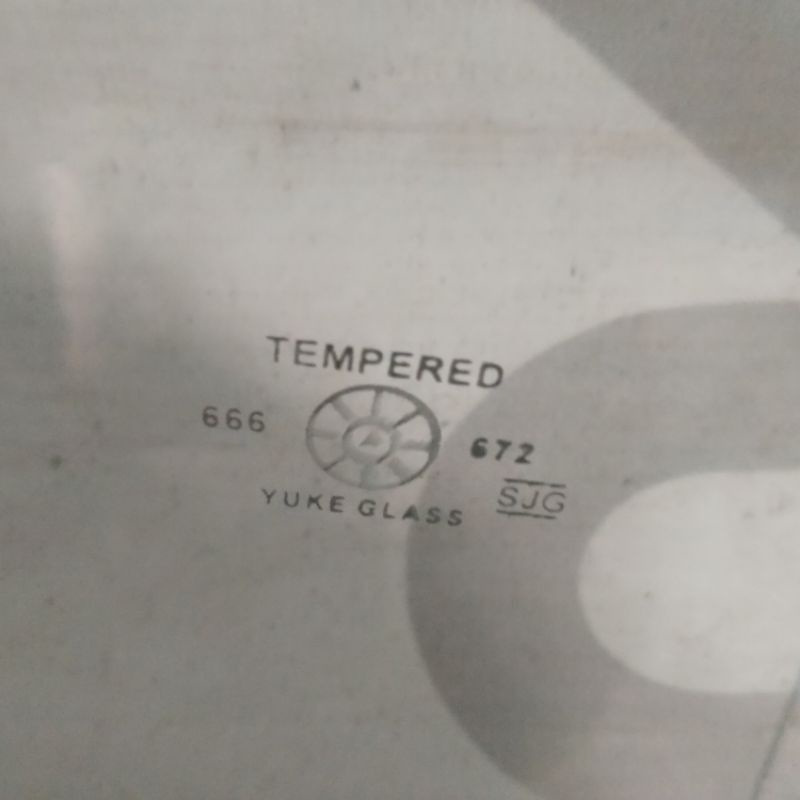 TEMPERED
666 672
YUKE GLASS SJG